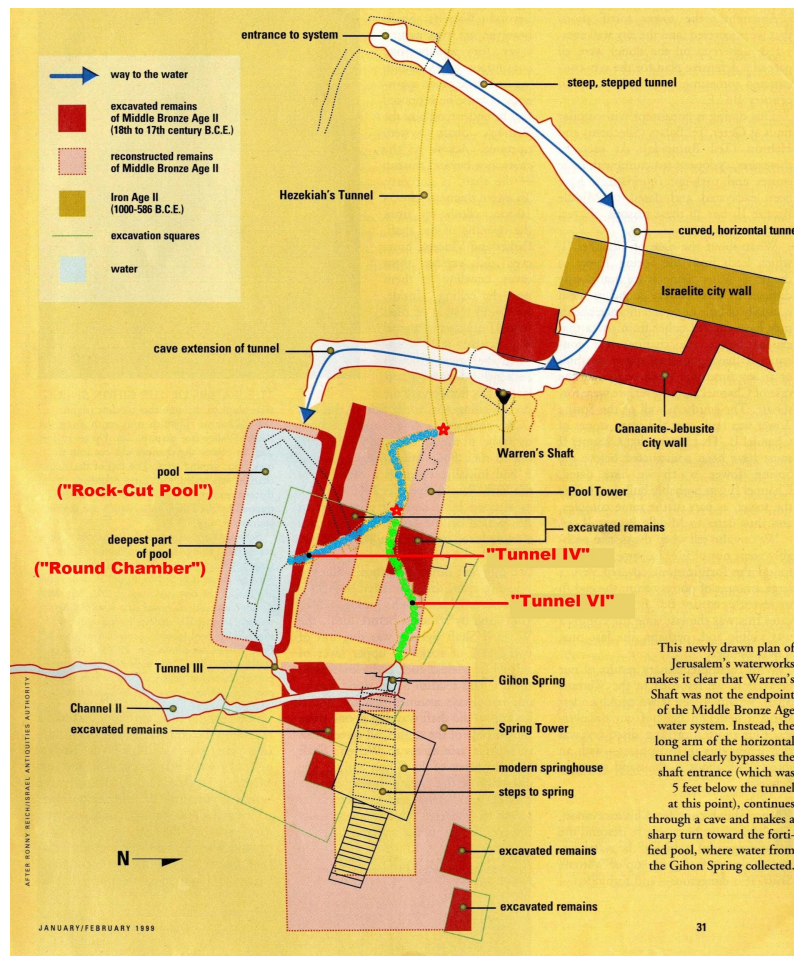 entrance to system
way to the water
steep, stepped tunnel
excavated remains
of Middle Bronze Age II
(18th to 17th century B.C.E.)
reconstructed remains
of Middle Bronze Age II
Hezekiah's Tunnel
Iron Age II
(1000-586 B.C.E.)
curved, horizontal tunne
excavation squares
water
Israelite city wall
cave extension of tunnel
Canaanite-Jebusite
city wall
Warren's Shaft
pool
("Rock-Cut Pool")
Pool Tower
excavated remains
deepest part
of pool
("Round Chamber")
"Tunnel IV"
"Tunnel VI"
Tunnel III
Gihon Spring
Channel II
excavated remains
Spring Tower
modern springhouse
steps to spring
excavated remains
excavated remains
N
This newly drawn plan of
Jerusalem's waterworks
makes it clear that Warren's
Shaft was not the endpoint
of the Middle Bronze Age
water system. Instead, the
long arm of the horizontal
tunnel clearly bypasses the
shaft entrance (which was
5 feet below the tunnel
at this point), continues
through a cave and makes a
sharp turn toward the forti-
fied pool, where water from
the Gihon Spring collected.
AFTER RONNY REICH/ISRAEL ANTIQUITIES AUTHORITY
JANUARY/FEBRUARY 1999
31